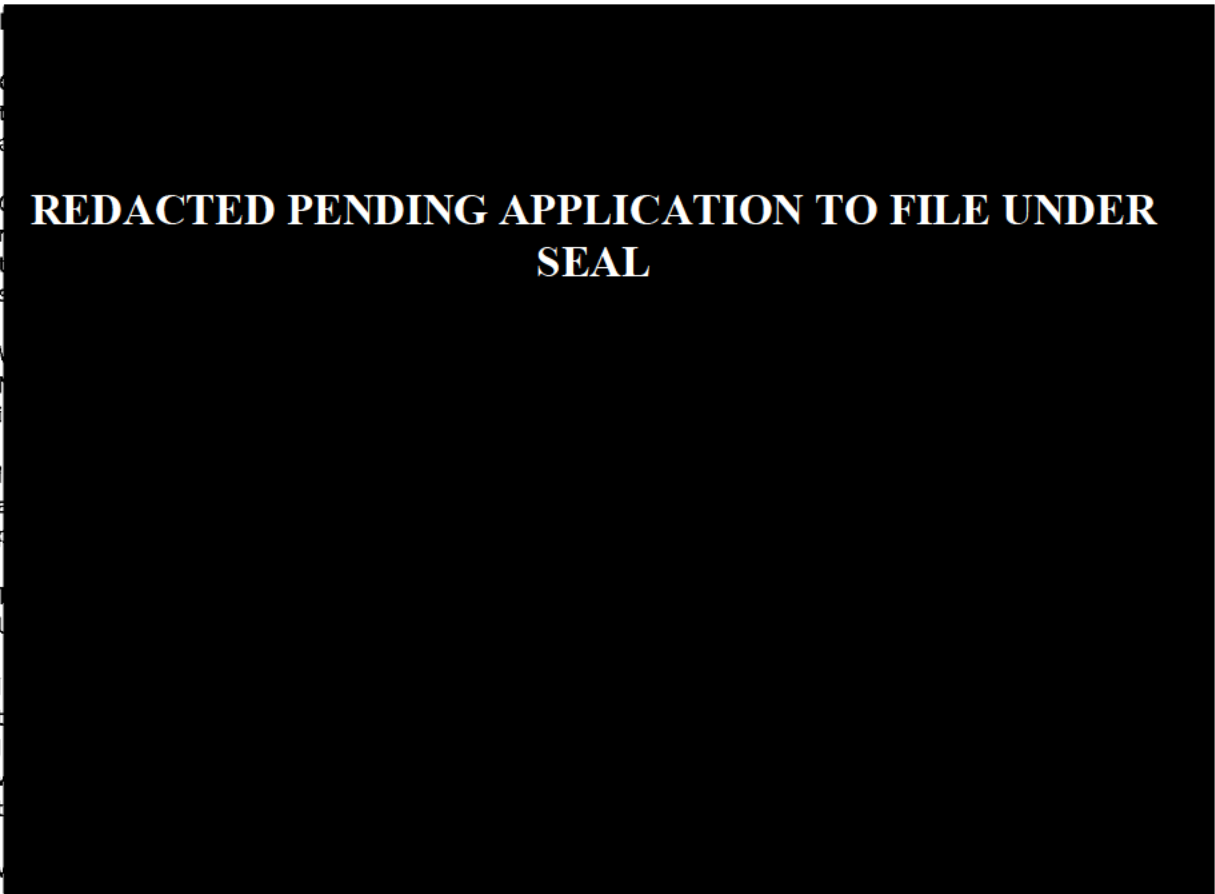 REDACTED PENDING APPLICATION TO FILE UNDER
SEAL